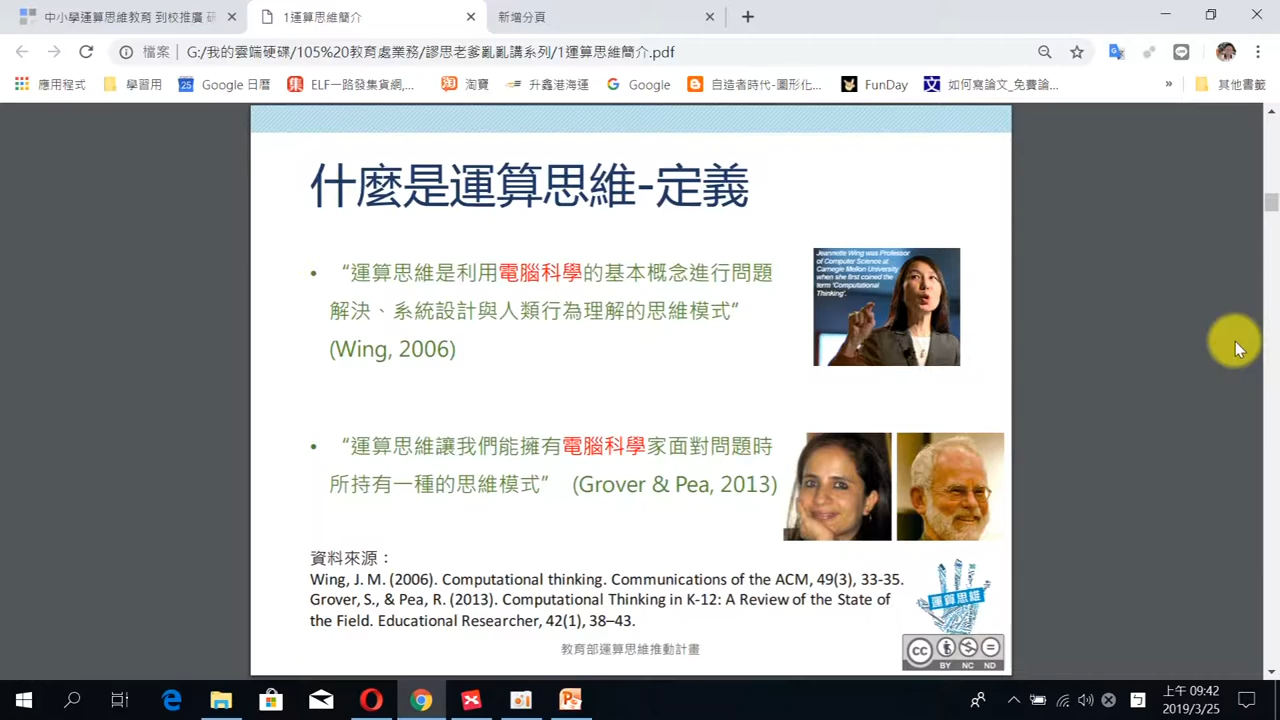 中小學運算思維教育 到校推廣 研
1運算思維簡介
新增分頁
檔案
G:/我的雲端硬碟/105%20教育處業務/謬思老爹亂亂講系列/1運算思維簡介.pdf
應用程式
學習用
25
Google 日曆
集
ELF一路發集貨網,...
淘
淘寶
升鑫港海運
Google
自造者時代-圖形化...
FunDay
文
如何寫論文_免費論...
»
其他書籤
什麼是運算思維-定義
• “運算思維是利用電腦科學的基本概念進行問題
解決、系統設計與人類行為理解的思維模式”
(Wing, 2006)
Jeannette Wing was Professor
of Computer Science at
Carnegie Mellon University
when she first coined the
term 'Computational
Thinking'.
• “運算思維讓我們能擁有電腦科學家面對問題時
所持有一種的思維模式” (Grover & Pea, 2013)
資料來源：
Wing, J. M. (2006). Computational thinking. Communications of the ACM, 49(3), 33-35.
Grover, S., & Pea, R. (2013). Computational Thinking in K-12: A Review of the State of
the Field. Educational Researcher, 42(1), 38–43.
運算思維
教育部運算思維推動計畫
cc
BY NC ND
上午 09:42
2019/3/25